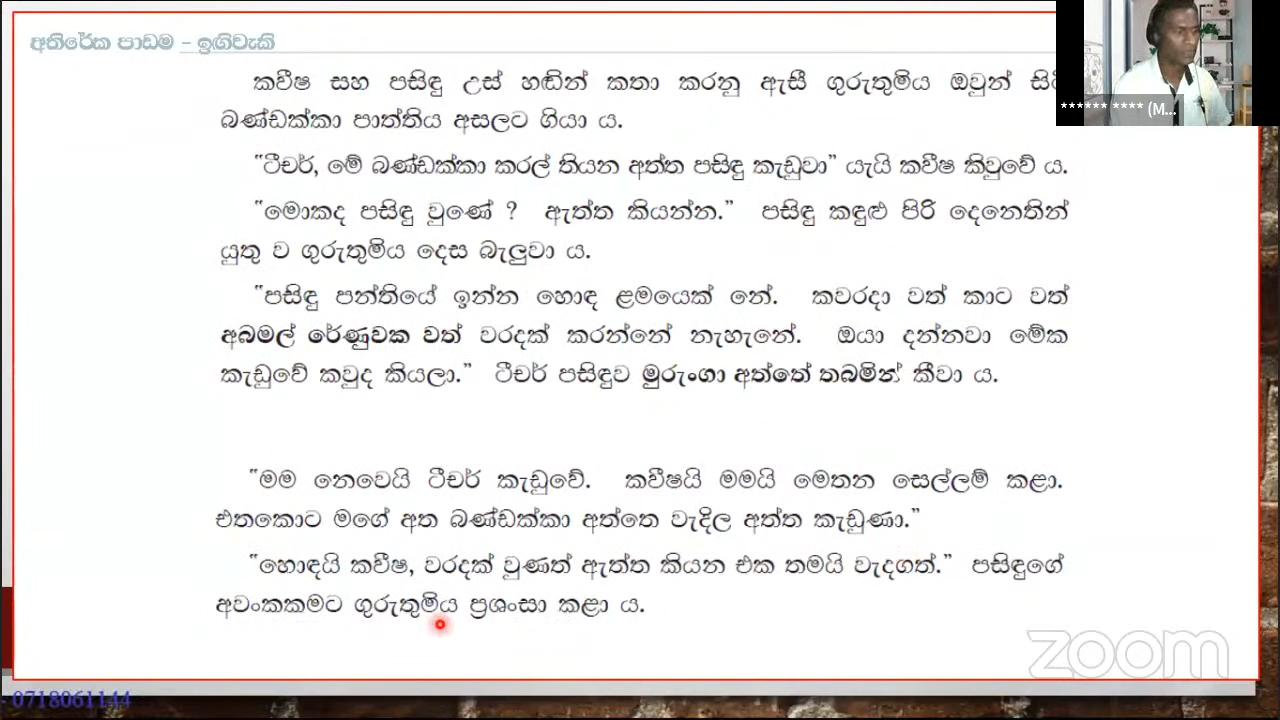 අතිරේක පාඩම - ඉඟිවැකි
කවීෂ සහ පසිඳු උස් හඬින් කතා කරනු ඇසී ගුරුතුමිය ඔවුන්
බණ්ඩක්කා පාත්තිය අසලට ගියා ය.
“ටීචර්, මේ බණ්ඩක්කා කරල් තියන අත්ත පසිඳු කැඩුවා” යැයි කවීෂ කිවුවේ ය.
“මොකද පසිඳු වුණේ ? ඇත්ත කියන්න.” පසිඳු කඳුළු පිරි දෙනෙතින්
යුතු ව ගුරුතුමිය දෙස බැලුවා ය.
“පසිඳු පන්තියේ ඉන්න හොඳ ළමයෙක් නේ. කවරදා වත් කාට වත්
අබමල් රේණුවක වත් වරදක් කරන්නේ නැහැනේ. ඔයා දන්නවා මේක
කැඩුවේ කවුද කියලා.” ටීචර් පසිඳුව මුරුංගා අත්තේ තබමින් කීවා ය.
“මම නෙවෙයි ටීචර් කැඩුවේ. කවීෂයි මමයි මෙතන සෙල්ලම් කළා.
එතකොට මගේ අත බණ්ඩක්කා අත්තෙ වැදිල අත්ත කැඩුණා.”
“හොඳයි කවීෂ, වරදක් වුණත් ඇත්ත කියන එක තමයි වැදගත්.” පසිඳුගේ
අවංකකමට ගුරුතුමිය ප්‍රශංසා කළා ය.
****** **** (M...
zoom
- 0718061144